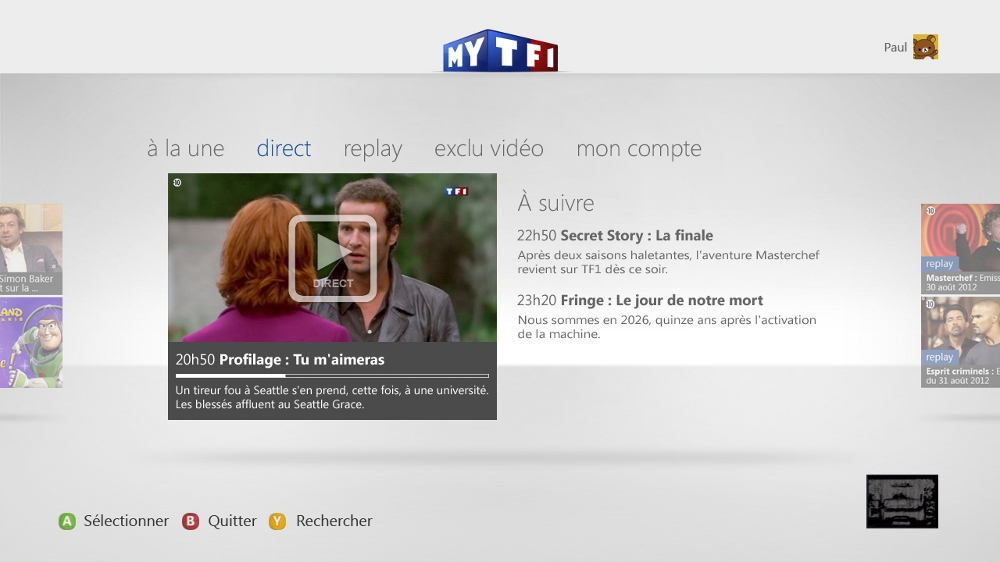 MY TF1
Paul
à la une direct replay exclu vidéo mon compte
10
TF1
DIRECT
20h50 Profilage : Tu m'aimeras
Un tireur fou à Seattle s'en prend, cette fois, à une université.
Les blessés affluent au Seattle Grace.
À suivre
22h50 Secret Story : La finale
Après deux saisons haletantes, l'aventure Masterchef
revient sur TF1 dès ce soir.
23h20 Fringe : Le jour de notre mort
Nous sommes en 2026, quinze ans après l'activation
de la machine.
Simon Baker
t sur la ...
10
replay
Masterchef : Emiss
30 août 2012
10
replay
Esprit criminels : E
du 31 août 2012
A Sélectionner B Quitter Y Rechercher